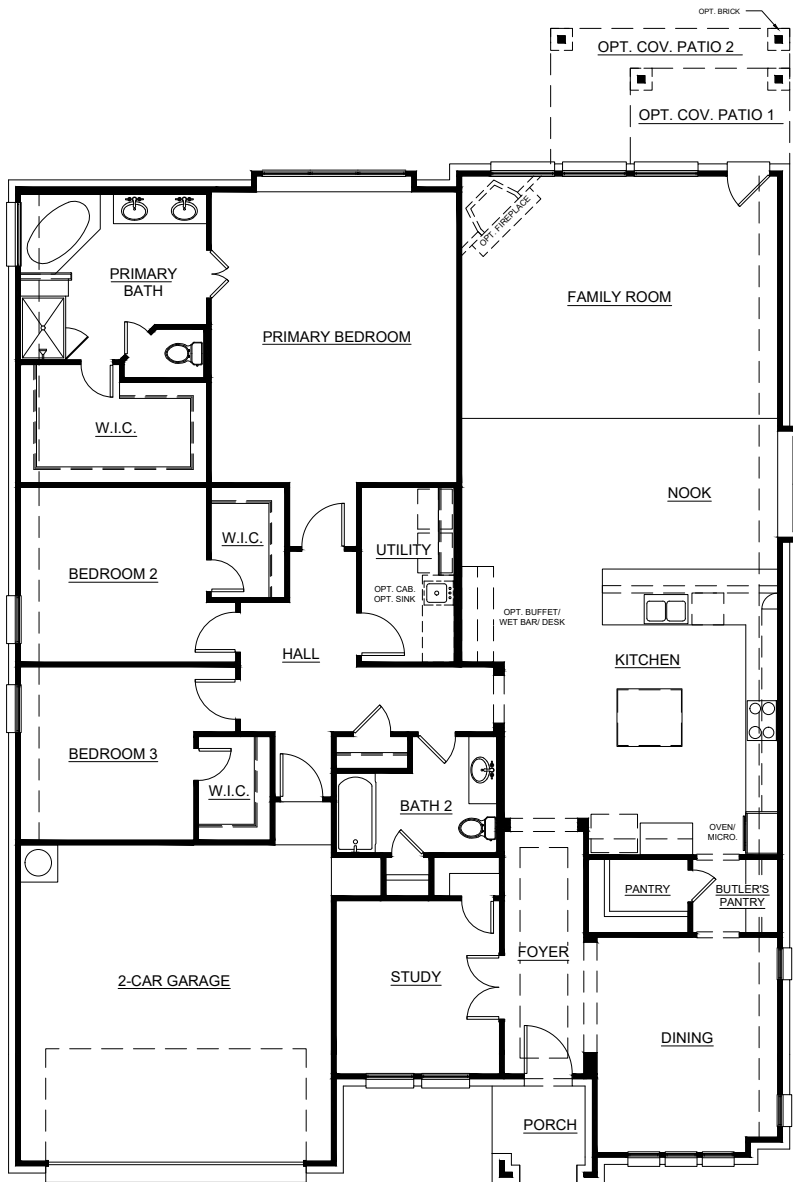 OPT. BRICK
OPT. COV. PATIO 2
OPT. COV. PATIO 1
OPT. FIREPLACE
PRIMARY
BATH
FAMILY ROOM
PRIMARY BEDROOM
W.I.C.
NOOK
W.I.C.
UTILITY
BEDROOM 2
OPT. CAB.
OPT. SINK
OPT. BUFFET/
WET BAR/ DESK
HALL
KITCHEN
BEDROOM 3
W.I.C.
BATH 2
OVEN/
MICRO.
PANTRY
BUTLER'S
PANTRY
FOYER
2-CAR GARAGE
STUDY
DINING
PORCH